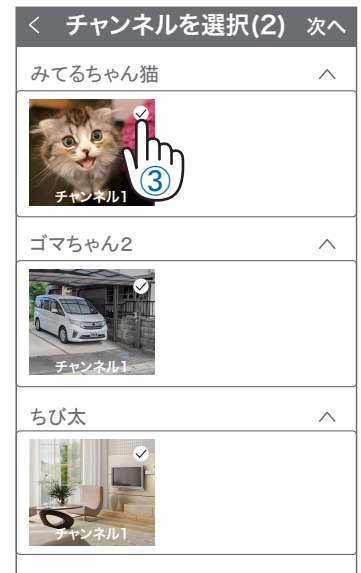 < チャンネルを選択(2) 次へ
みてるちゃん猫
③
チャンネル1
ゴマちゃん2
チャンネル1
ちび太
チャンネル1